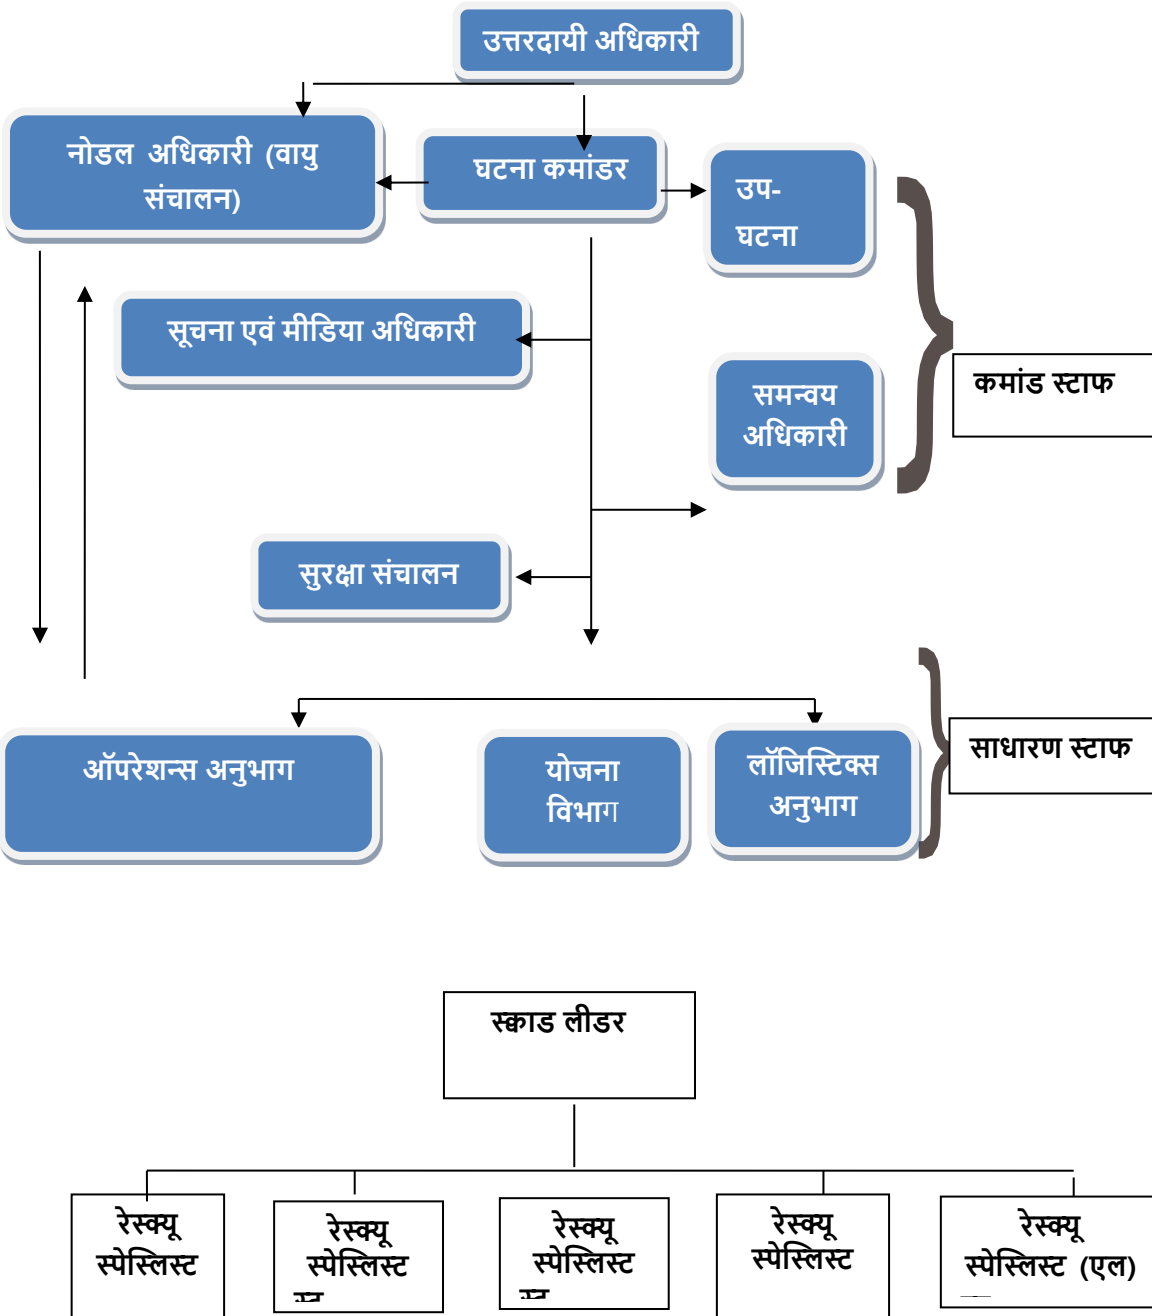 उत्तरदायी अधिकारी
नोडल अधिकारी (वायु
संचालन)
घटना कमांडर
उप-
घटना
सूचना एवं मीडिया अधिकारी
समन्वय
अधिकारी
कमांड स्टाफ
सुरक्षा संचालन
ऑपरेशन्स अनुभाग
योजना
विभाग
लॉजिस्टिक्स
अनुभाग
साधारण स्टाफ
स्क्वाड लीडर
रेस्क्यू
स्पेस्लिस्ट
रेस्क्यू
स्पेस्लिस्ट
रेस्क्यू
स्पेस्लिस्ट
रेस्क्यू
स्पेस्लिस्ट
रेस्क्यू
स्पेस्लिस्ट (एल)